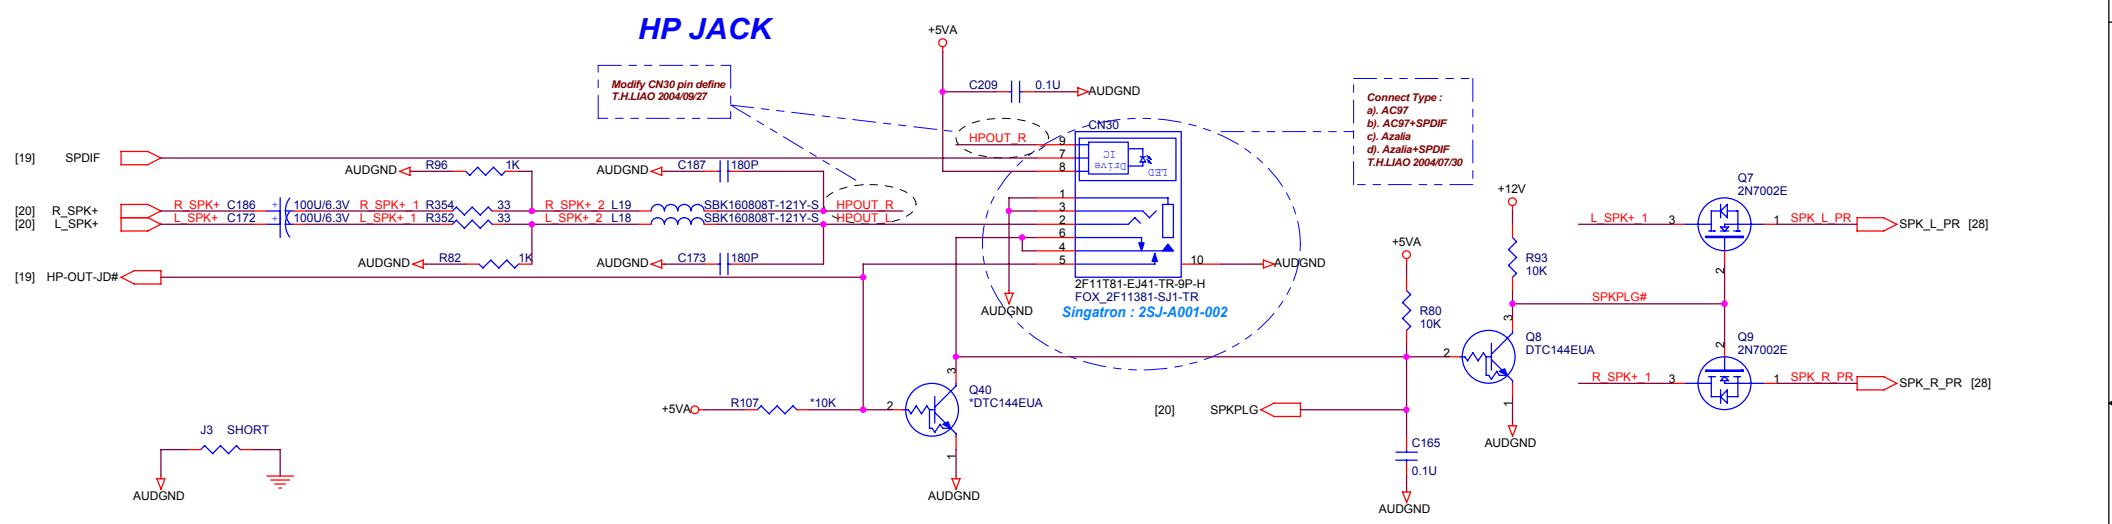 HP JACK
+5VA
Modify CN30 pin define
T.H.LIAO 2004/09/27
C209 0.1U AUDGND
Connect Type :
a). AC97
b). AC97+SPDIF
c). Azalia
d). Azalia+SPDIF
T.H.LIAO 2004/07/30
CN30
HPOUT_R 9
[19] SPDIF 7
8
Drive
IC
LED
AUDGND R96 1K AUDGND C187 180P
[20] R_SPK+ R_SPK+ C186 + 100U/6.3V R_SPK+_1 R354 33 R_SPK+_2 L19 SBK160808T-121Y-S HPOUT_R
[20] L_SPK+ L_SPK+ C172 + 100U/6.3V L_SPK+_1 R352 33 L_SPK+_2 L18 SBK160808T-121Y-S HPOUT_L
1
3
2
6
4
5
10 AUDGND
AUDGND R82 1K AUDGND C173 180P
[19] HP-OUT-JD#
2F11T81-EJ41-TR-9P-H
FOX_2F11381-SJ1-TR
Singatron : 2SJ-A001-002
AUDGND
+12V
+5VA
R93
10K
R80
10K
Q7
2N7002E
L_SPK+_1 3 1 SPK_L_PR SPK_L_PR [28]
2
SPKPLG#
2
Q9
2N7002E
R_SPK+_1 3 1 SPK_R_PR SPK_R_PR [28]
3
2
Q8
DTC144EUA
1
AUDGND
3
Q40
*DTC144EUA
+5VA R107 *10K 2
1
AUDGND
[20] SPKPLG
C165
0.1U
AUDGND
J3 SHORT
AUDGND